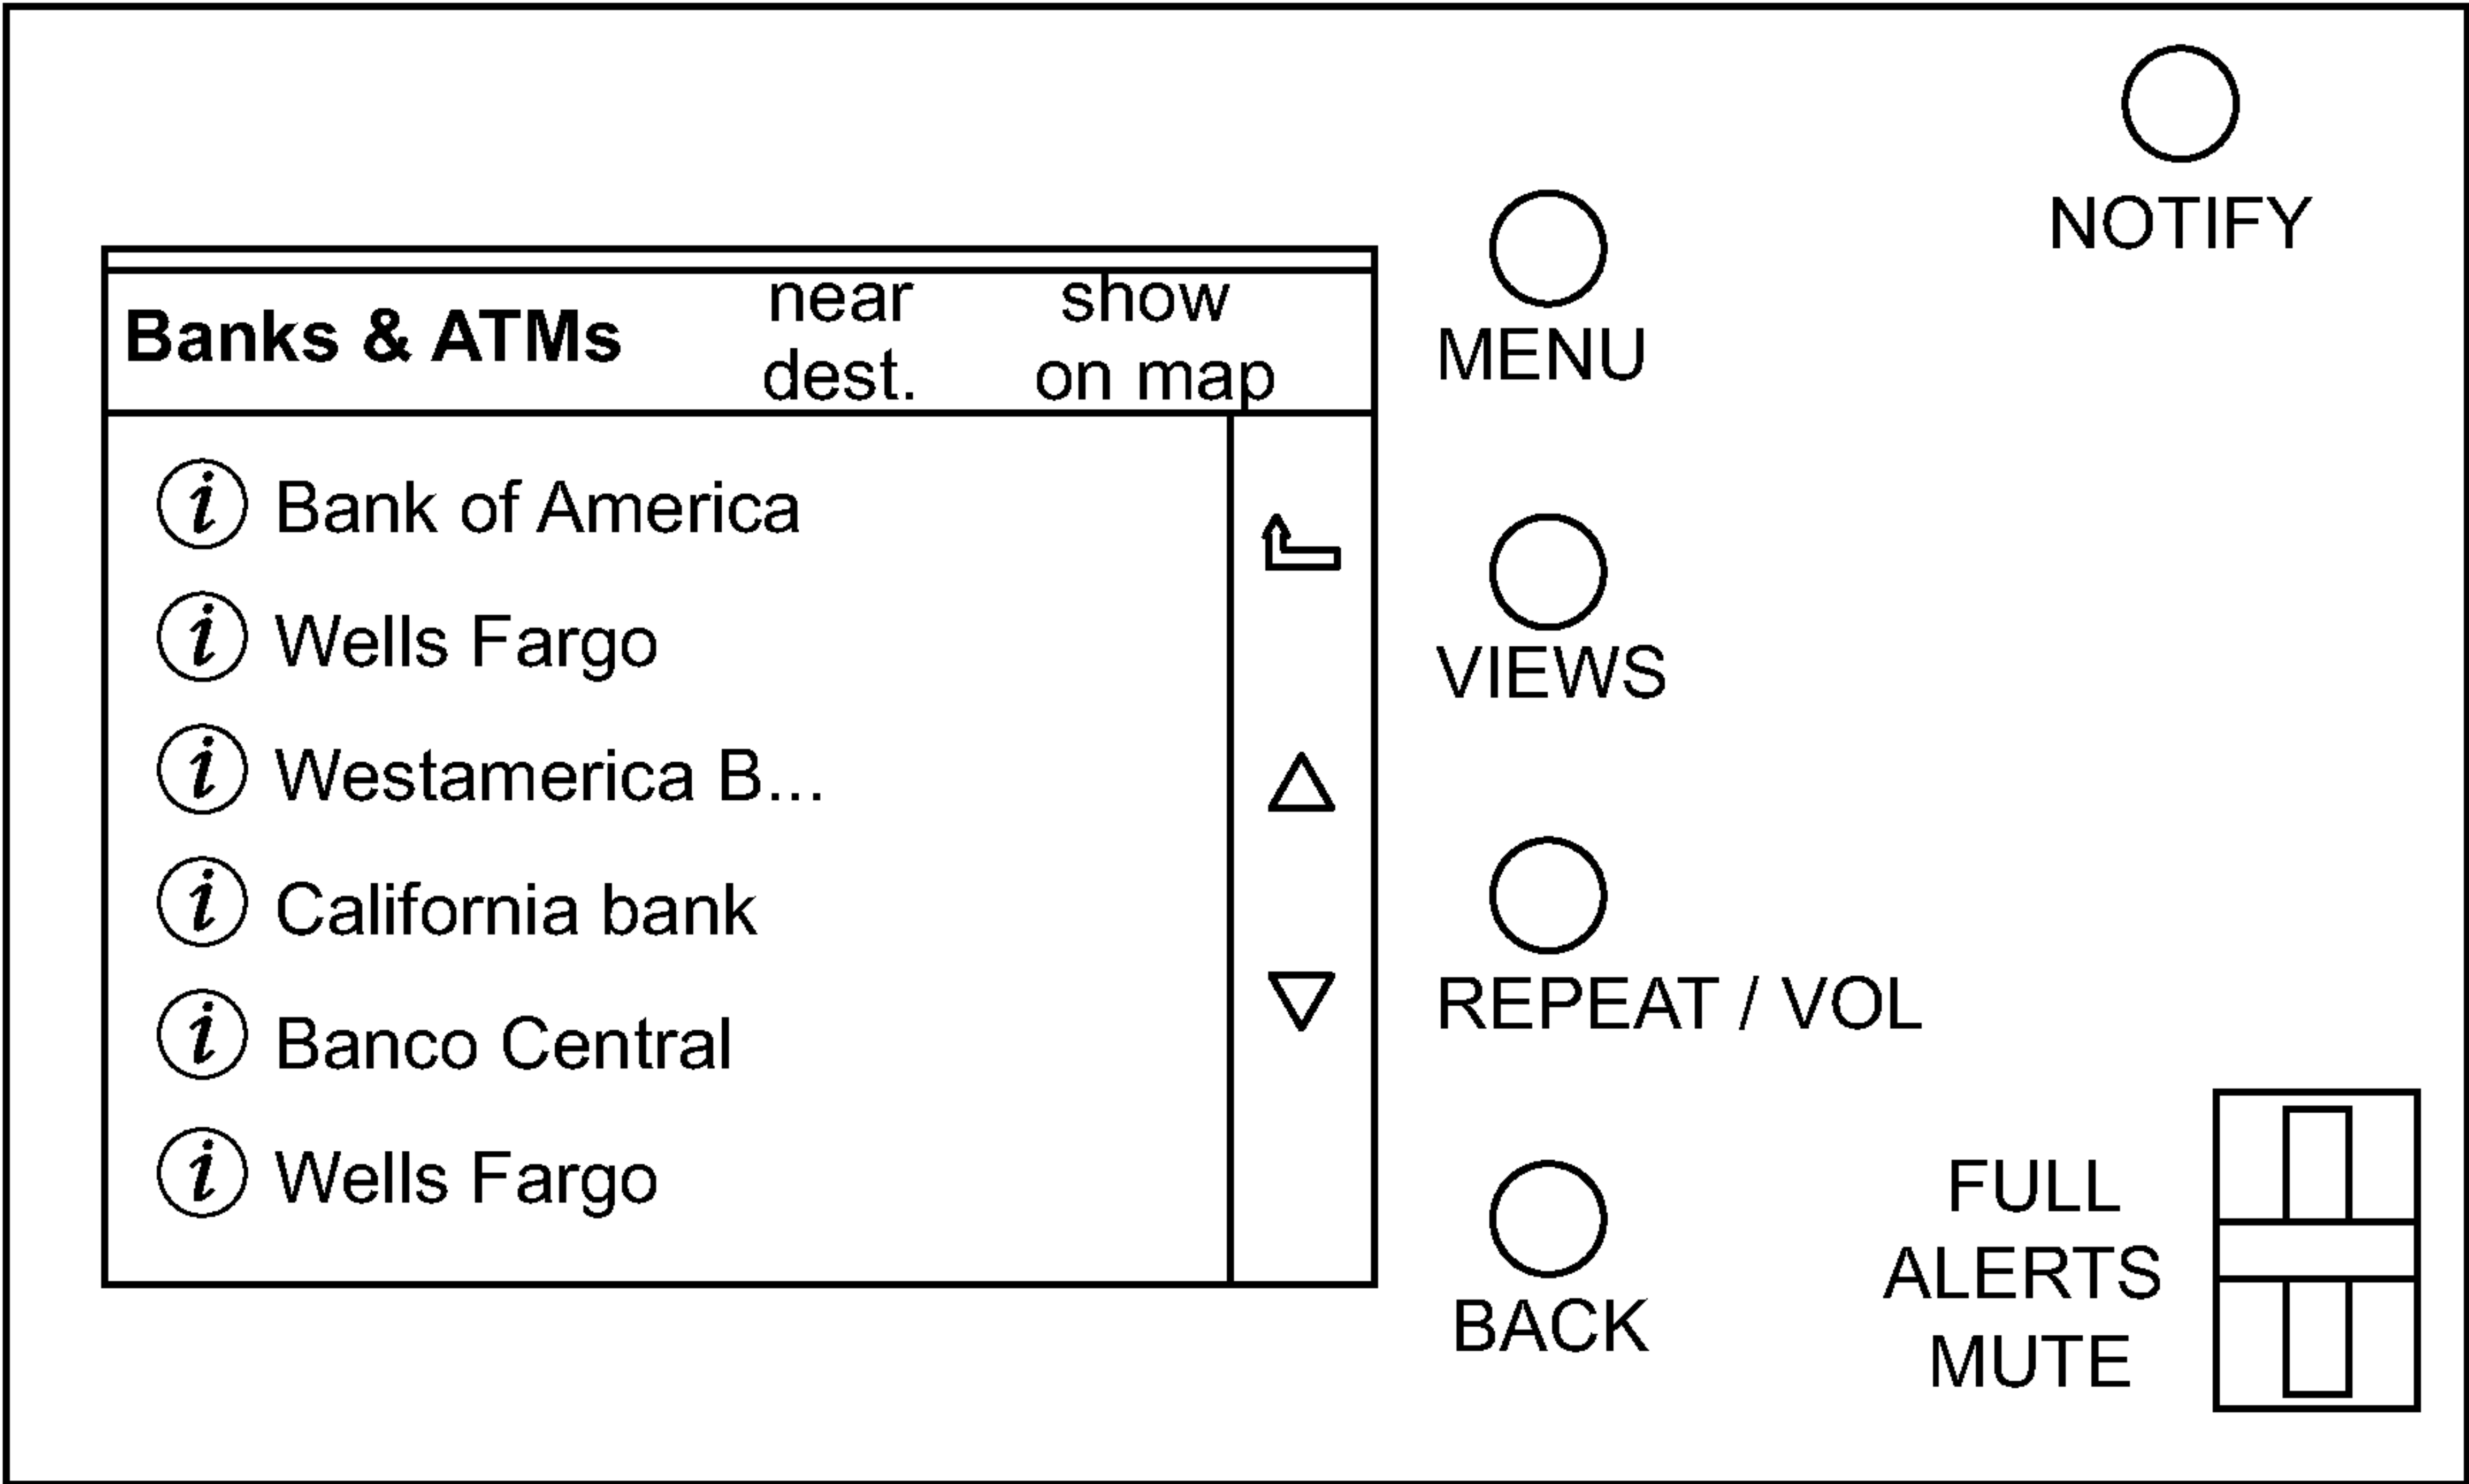 NOTIFY
MENU
Banks & ATMs
near
dest.
show
on map
Bank of America
Wells Fargo
Westamerica B...
California bank
Banco Central
Wells Fargo
VIEWS
REPEAT / VOL
BACK
FULL
ALERTS
MUTE